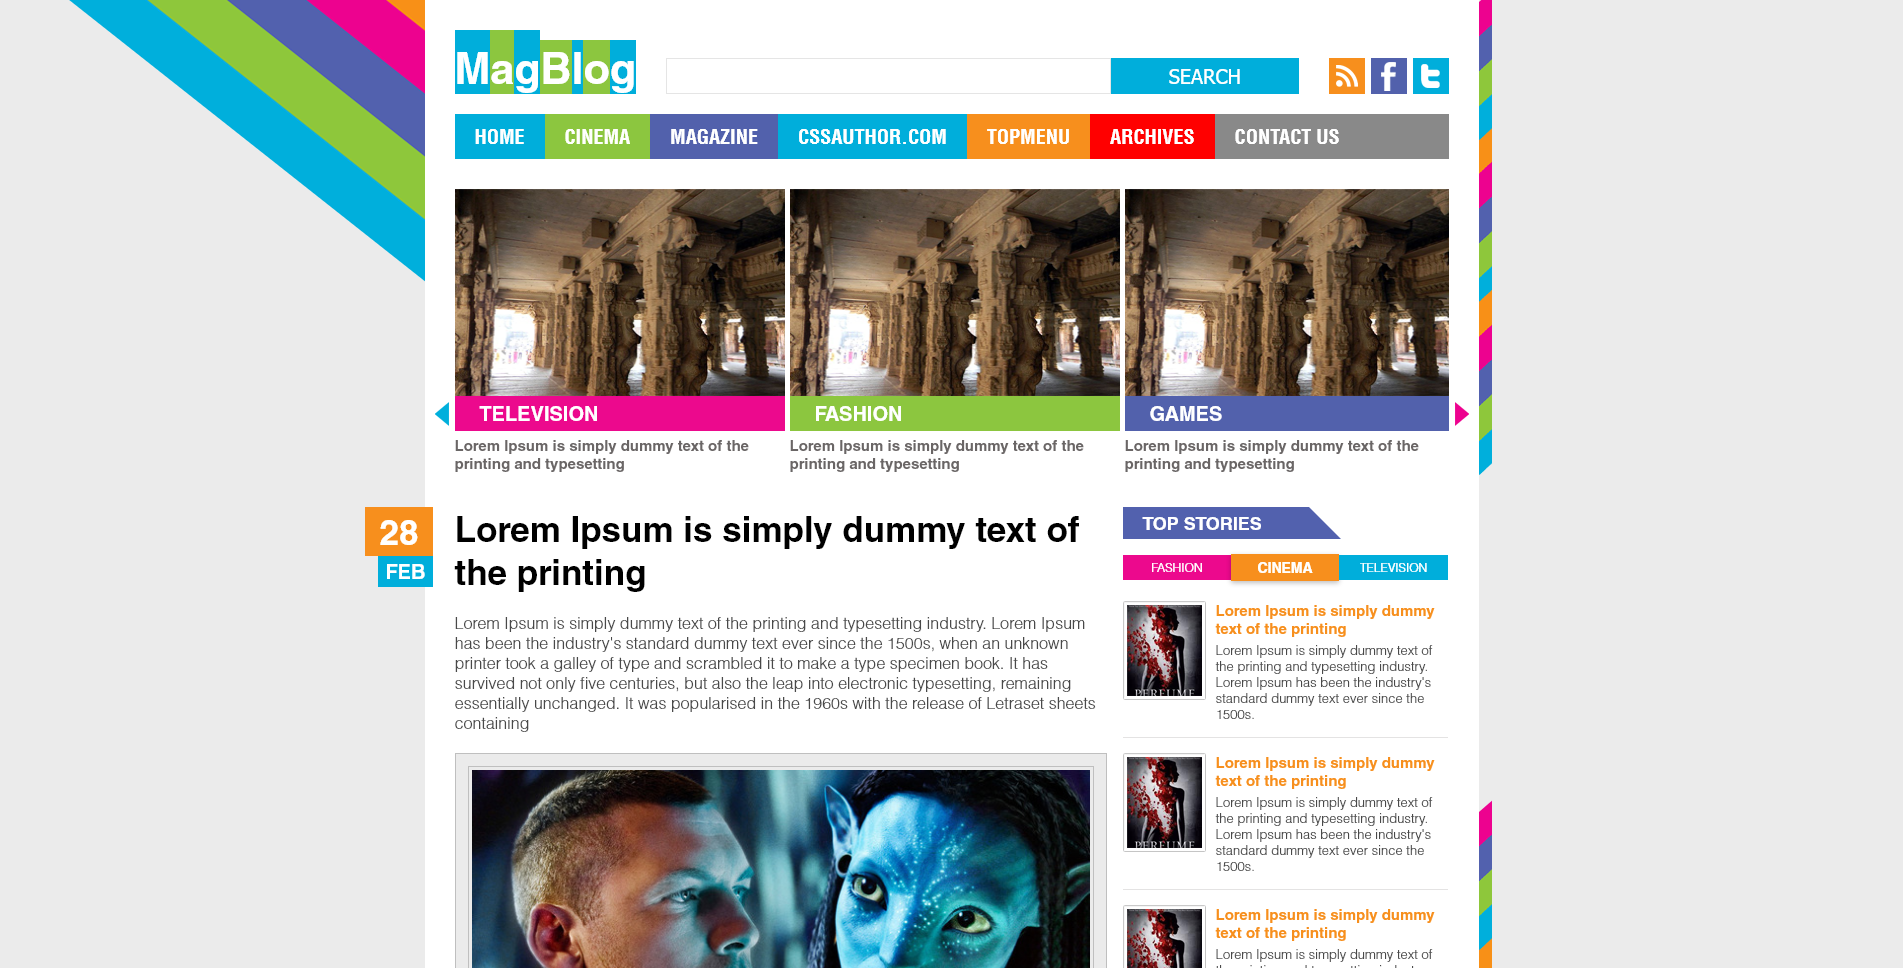 MagBlog
SEARCH
HOME CINEMA MAGAZINE CSSAUTHOR.COM TOPMENU ARCHIVES CONTACT US
TELEVISION
Lorem Ipsum is simply dummy text of the
printing and typesetting
FASHION
Lorem Ipsum is simply dummy text of the
printing and typesetting
GAMES
Lorem Ipsum is simply dummy text of the
printing and typesetting
28
FEB
Lorem Ipsum is simply dummy text of
the printing
Lorem Ipsum is simply dummy text of the printing and typesetting industry. Lorem Ipsum
has been the industry's standard dummy text ever since the 1500s, when an unknown
printer took a galley of type and scrambled it to make a type specimen book. It has
survived not only five centuries, but also the leap into electronic typesetting, remaining
essentially unchanged. It was popularised in the 1960s with the release of Letraset sheets
containing
TOP STORIES
FASHION CINEMA TELEVISION
PERFUME
Lorem Ipsum is simply dummy
text of the printing
Lorem Ipsum is simply dummy text of
the printing and typesetting industry.
Lorem Ipsum has been the industry's
standard dummy text ever since the
1500s.
PERFUME
Lorem Ipsum is simply dummy
text of the printing
Lorem Ipsum is simply dummy text of
the printing and typesetting industry.
Lorem Ipsum has been the industry's
standard dummy text ever since the
1500s.
Lorem Ipsum is simply dummy
text of the printing
Lorem Ipsum is simply dummy text of